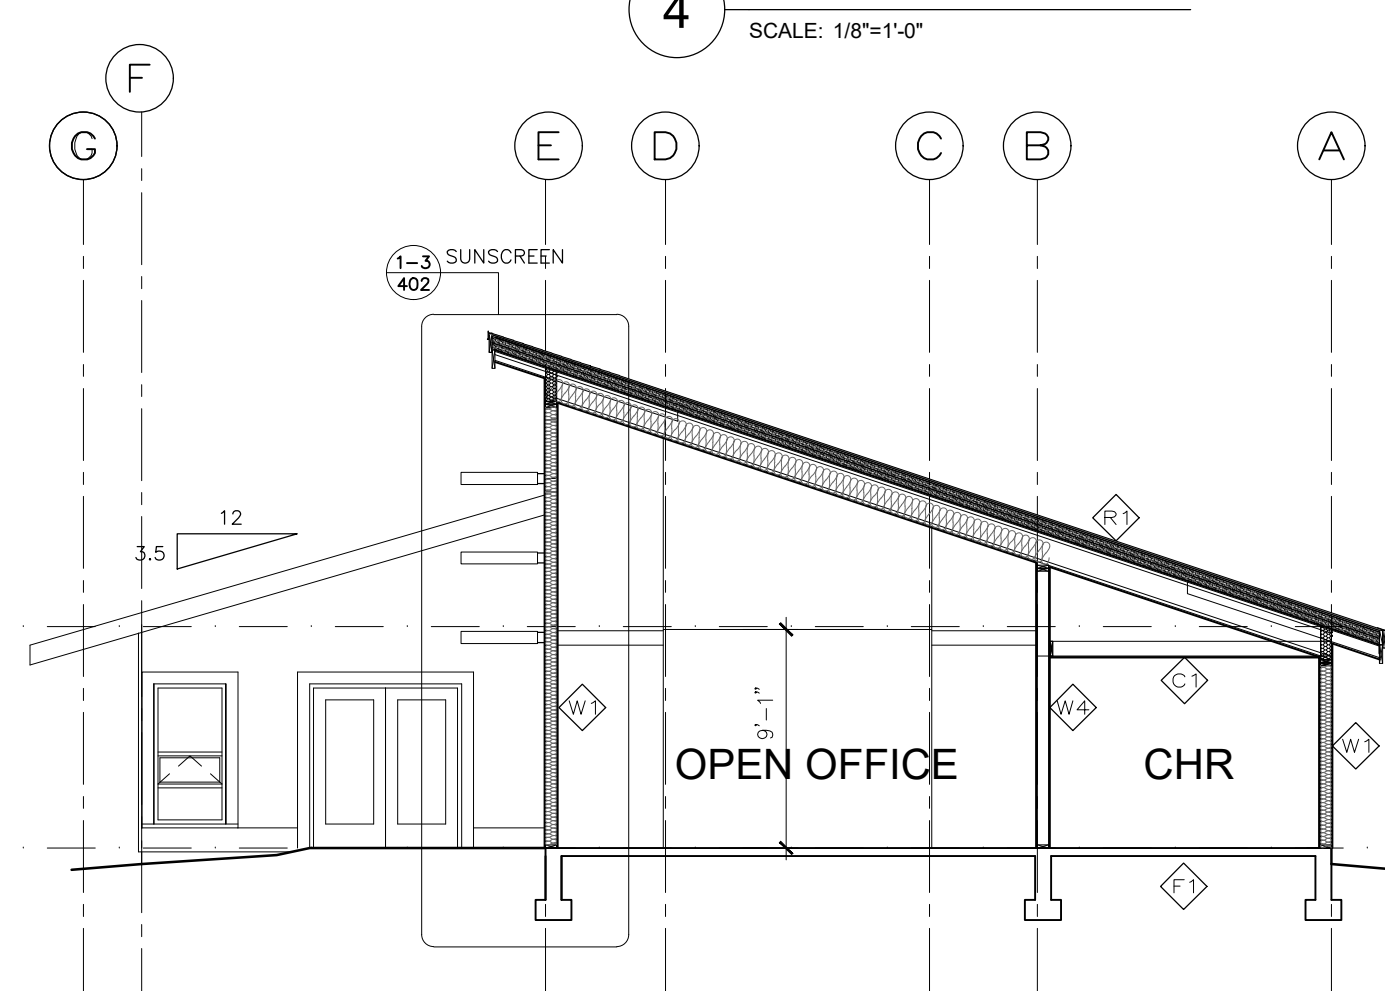 4
SCALE: 1/8"=1'-0"
F
G
E
D
C
B
A
1-3
402
SUNSCREEN
12
3.5
R1
9'-1"
W1
W4
C1
W1
OPEN OFFICE
CHR
F1